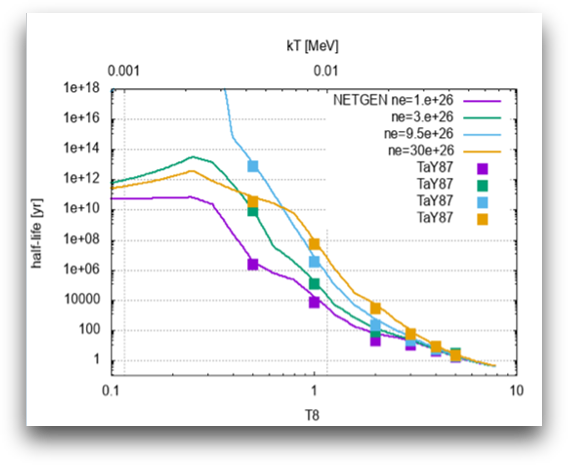 kT [MeV]
0.001 0.01
1e+18
1e+16
1e+14
1e+12
1e+10
1e+08
1e+06
10000
100
1
half-life [yr]
NETGEN ne=1.e+26
ne=3.e+26
ne=9.5e+26
ne=30e+26
TaY87
TaY87
TaY87
TaY87
0.1 1 10
T8